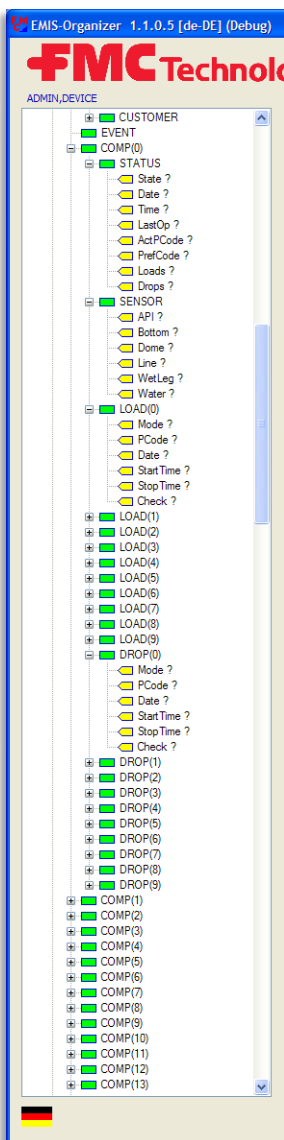 EMIS-Organizer 1.1.0.5 [de-DE] (Debug)
FMC Technolo
ADMIN,DEVICE
CUSTOMER
EVENT
COMP(0)
STATUS
State ?
Date ?
Time ?
LastOp ?
ActPCode ?
PrefCode ?
Loads ?
Drops ?
SENSOR
API ?
Bottom ?
Dome ?
Line ?
WetLeg ?
Water ?
LOAD(0)
Mode ?
PCode ?
Date ?
StartTime ?
StopTime ?
Check ?
LOAD(1)
LOAD(2)
LOAD(3)
LOAD(4)
LOAD(5)
LOAD(6)
LOAD(7)
LOAD(8)
LOAD(9)
DROP(0)
Mode ?
PCode ?
Date ?
StartTime ?
StopTime ?
Check ?
DROP(1)
DROP(2)
DROP(3)
DROP(4)
DROP(5)
DROP(6)
DROP(7)
DROP(8)
DROP(9)
COMP(1)
COMP(2)
COMP(3)
COMP(4)
COMP(5)
COMP(6)
COMP(7)
COMP(8)
COMP(9)
COMP(10)
COMP(11)
COMP(12)
COMP(13)